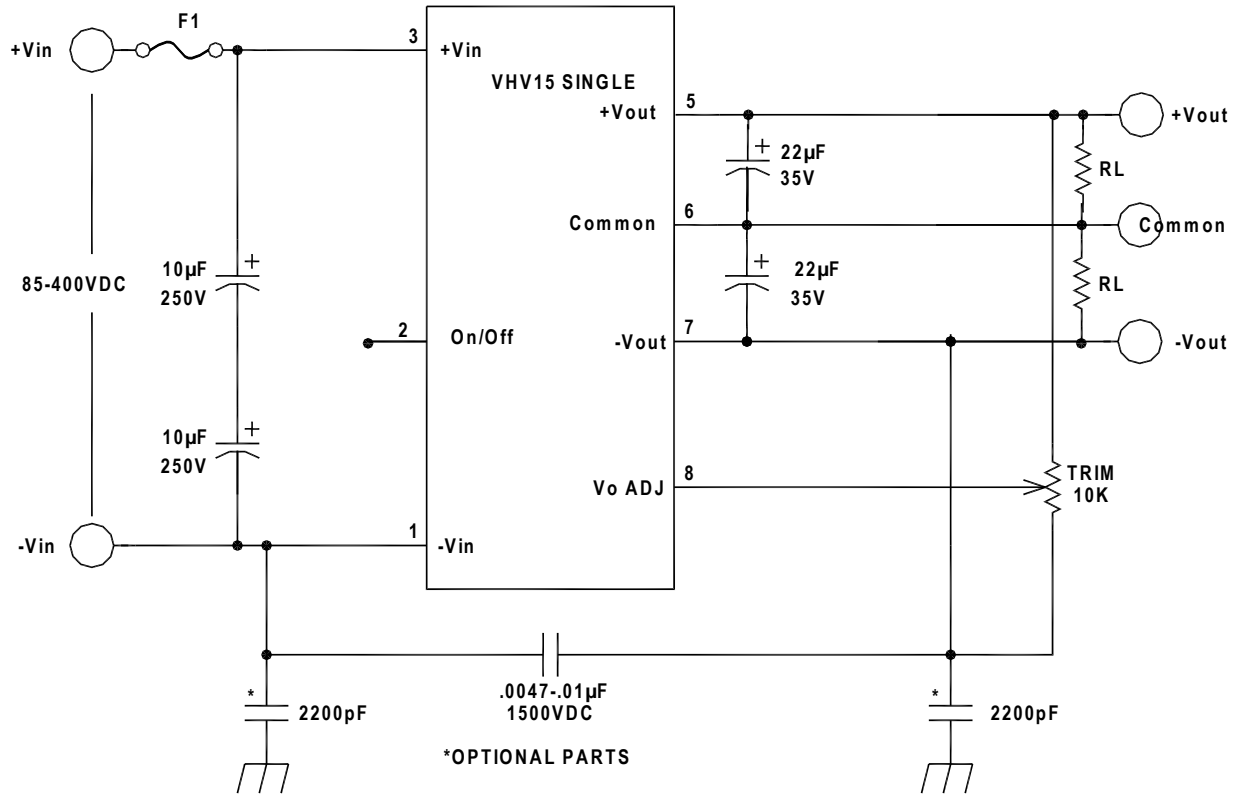 F1
+Vin
3
+Vin
VHV15 SINGLE
+Vout
5
+Vout
+
22µF
35V
RL
Common
6
Common
85-400VDC
10µF
250V
+
2
On/Off
+
22µF
35V
RL
-Vout
7
-Vout
10µF
250V
+
Vo ADJ
8
TRIM
10K
-Vin
1
-Vin
*
2200pF
.0047-.01µF
1500VDC
*
2200pF
*OPTIONAL PARTS